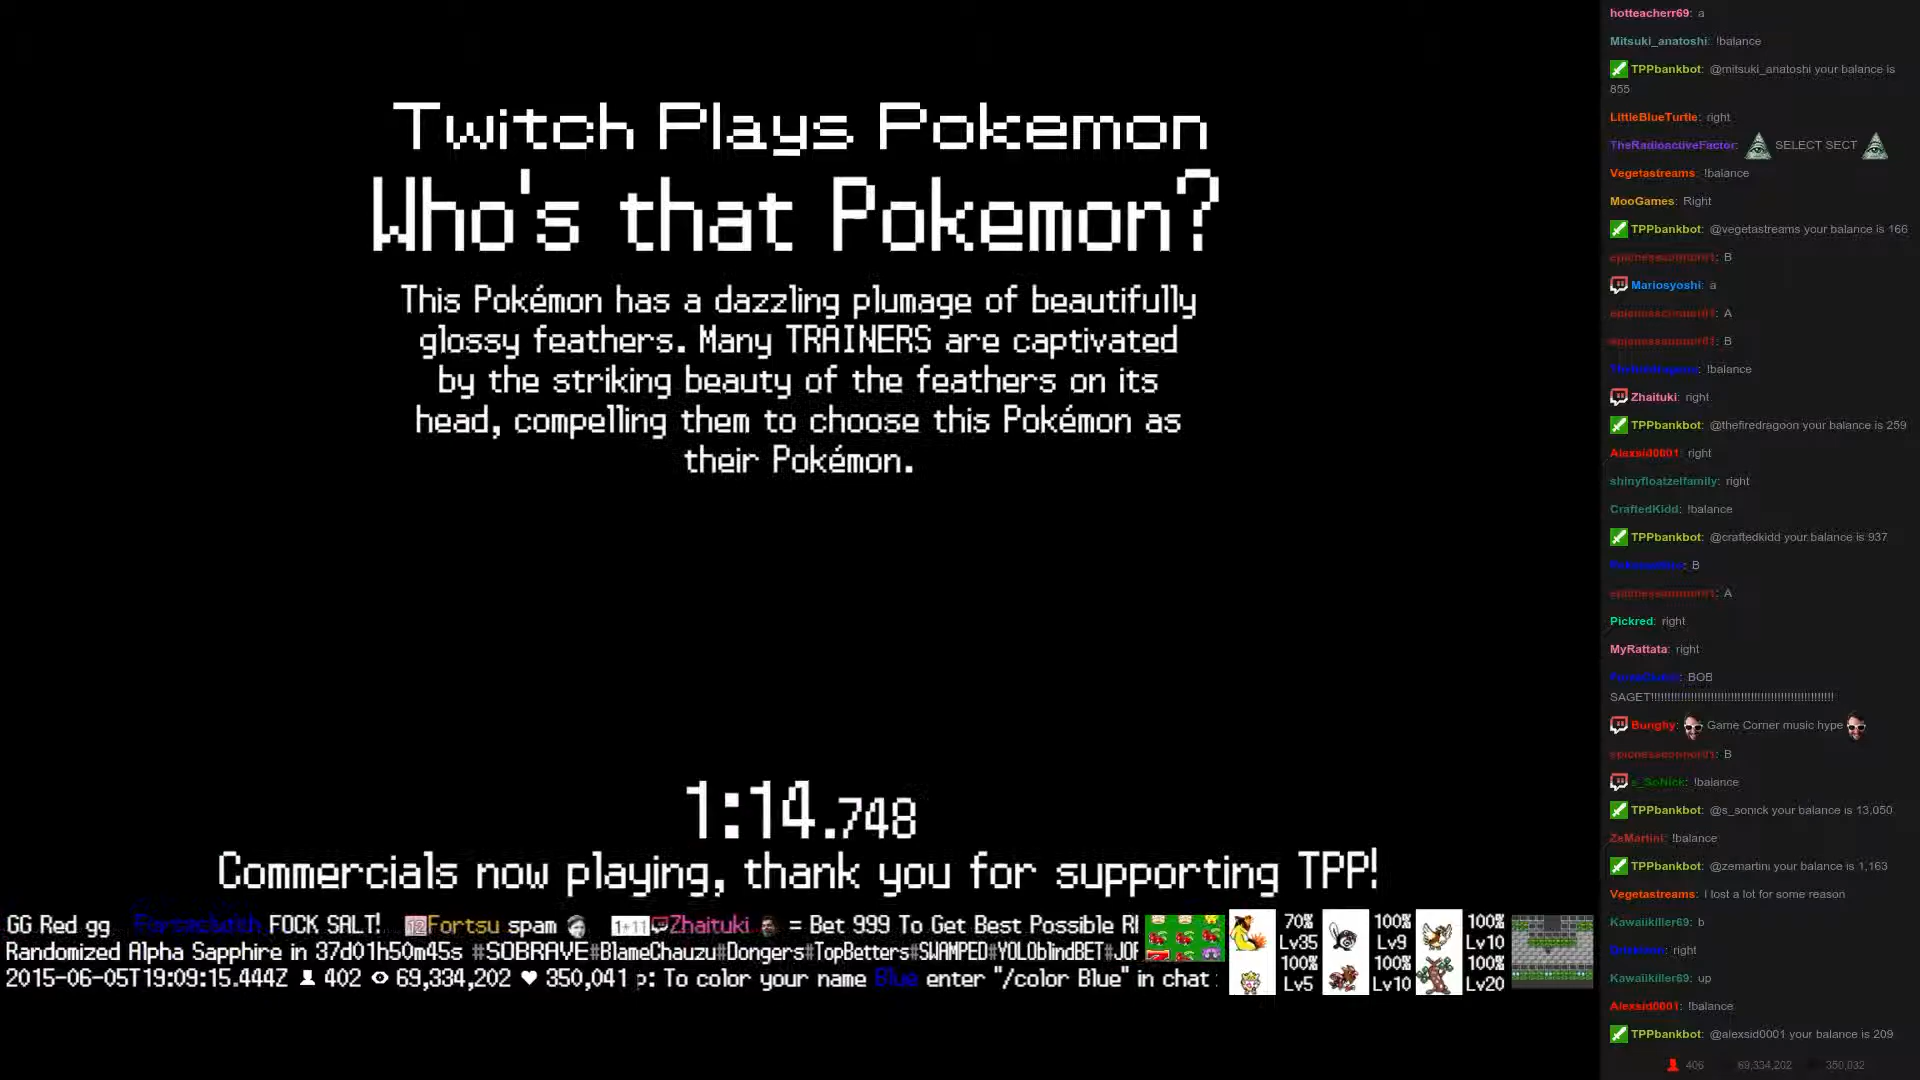 Twitch Plays Pokemon
Who's that Pokemon?
This Pokémon has a dazzling plumage of beautifully
glossy feathers. Many TRAINERS are captivated
by the striking beauty of the feathers on its
head, compelling them to choose this Pokémon as
their Pokémon.
1:14.748
Commercials now playing, thank you for supporting TPP!
GG Red gg FOCK SALT! 12 Fortsu spam 1+11 Zhaituki = Bet 999 To Get Best Possible
Randomized Alpha Sapphire in 37d01h50m45s #SOBRAVE#BlameChauzu#Dongers#TopBetters#SWAMPED#YOLOblindBET
2015-06-05T19:09:15.444Z 402 69,334,202 350,041 p: To color your name Blue enter "/color Blue" in chat
70% 100% 100%
Lv35 Lv9 Lv10
100% 100% 100%
Lv5 Lv10 Lv20
hotteacherr69: a
Mitsuki_anatoshi: !balance
TPPbankbot: @mitsuki_anatoshi your balance is
855
LittleBlueTurtle: right
TheRadioactiveFactor: SELECT SECT
Vegetastreams: !balance
MooGames: Right
TPPbankbot: @vegetastreams your balance is 166
: B
Mariosyoshi: a
: A
: B
: !balance
Zhaituki: right
TPPbankbot: @thefiredragoon your balance is 259
Alexsid0001: right
shinyfloatzelfamily: right
CraftedKidd: !balance
TPPbankbot: @craftedkidd your balance is 937
: B
: A
Pickred: right
MyRattata: right
: BOB
SAGET!!!!!!!!!!!!!!!!!!!!!!!!!!!!!!!!!!!!!!!!!!!!!!!!!!!!!!!
Bunghy: Game Corner music hype
: B
s_SoNick: !balance
TPPbankbot: @s_sonick your balance is 13,050
ZeMartini: !balance
TPPbankbot: @zemartini your balance is 1,163
Vegetastreams: I lost a lot for some reason
Kawaiikiller69: b
: right
Kawaiikiller69: up
Alexsid0001: !balance
TPPbankbot: @alexsid0001 your balance is 209
406 69,334,202 350,032